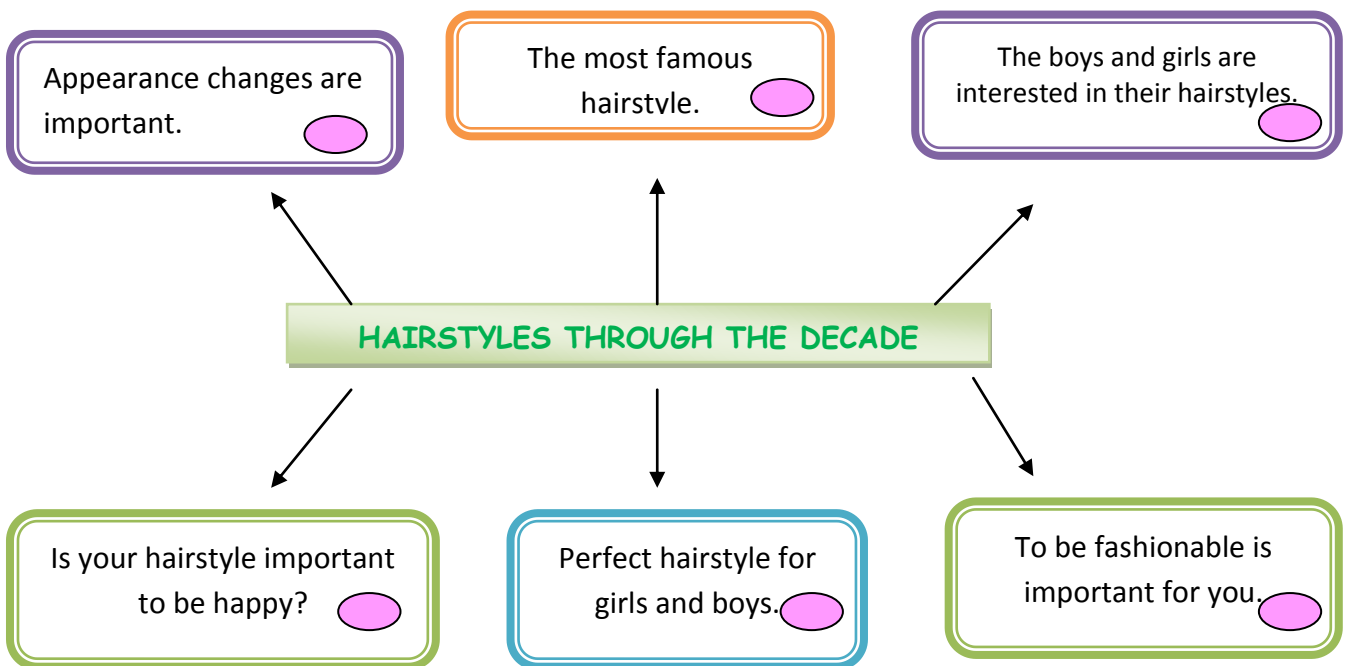 Appearance changes are
important.
The most famous
hairstyle.
The boys and girls are
interested in their hairstyles.
HAIRSTYLES THROUGH THE DECADE
Is your hairstyle important
to be happy?
Perfect hairstyle for
girls and boys.
To be fashionable is
important for you.